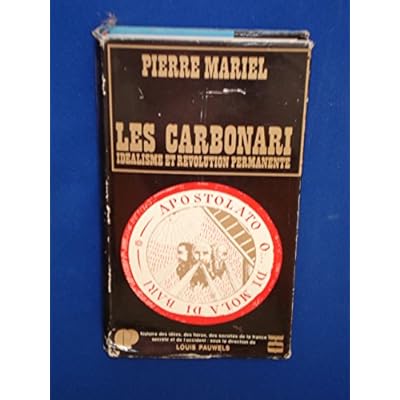 PIERRE MARIEL
LES CARBONARI
IDEALISME ET REVOLUTION PERMANENTE
APOSTOLATO O... DI MOLA DI BARI
histoire des idées, des héros, des sociétés de la france
secrète et de l'occident : sous la direction de
LOUIS PAUWELS